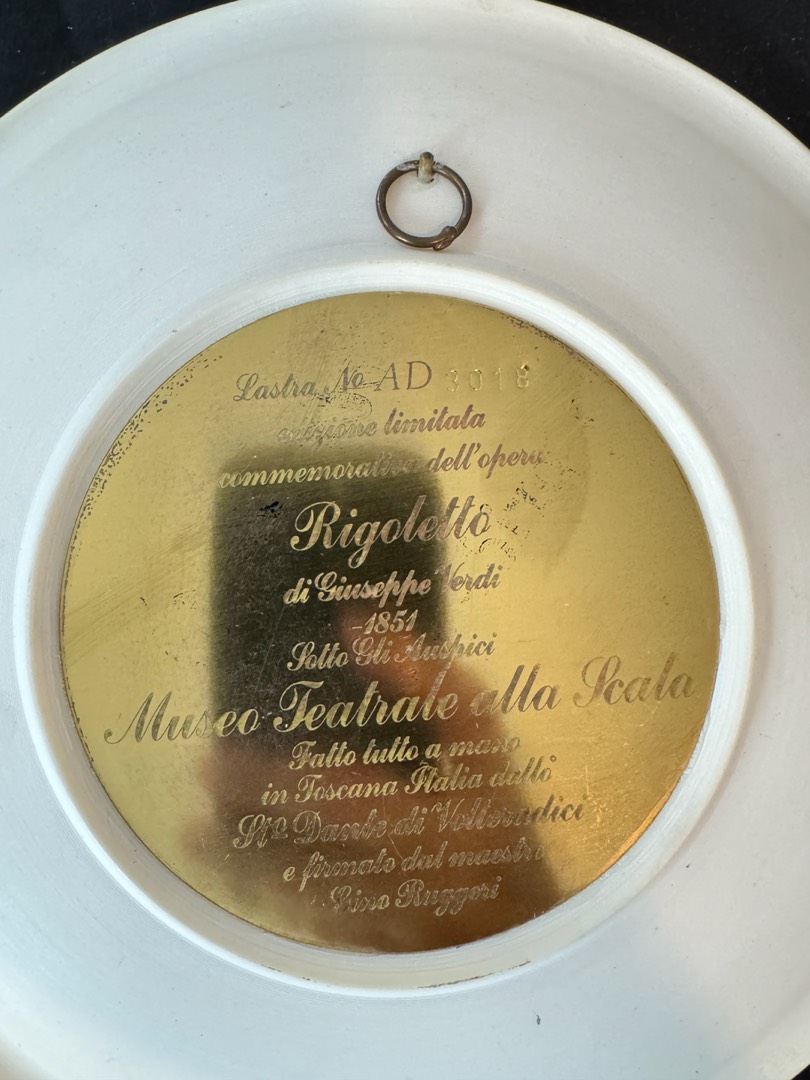 Lastra No AD 3018
edizione limitata
commemorativa dell'opera
Rigoletto
di Giuseppe Verdi
-1851
Sotto Gli Auspici
Museo Teatrale alla Scala
Fatto tutto a mano
in Toscana Italia dallo
Stº Dante di Volteradici
e firmato dal maestro
Gino Ruggeri